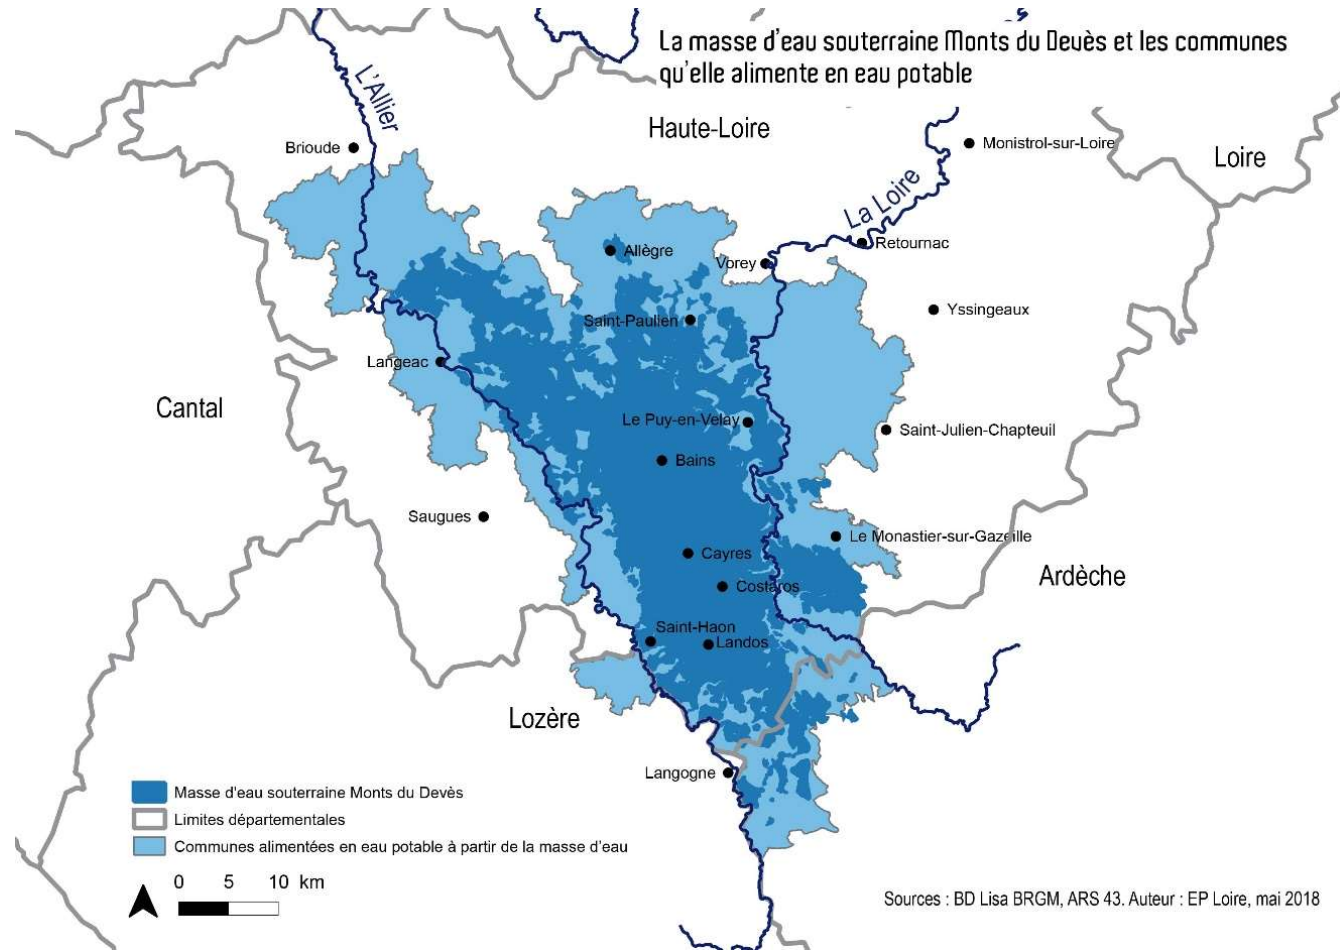 La masse d'eau souterraine Monts du Devès et les communes
qu'elle alimente en eau potable
L'Allier
Haute-Loire
Brioude
Monistrol-sur-Loire
Loire
La Loire
Retournac
Allègre
Vorey
Saint-Paulien
Yssingeaux
Langeac
Cantal
Le Puy-en-Velay
Saint-Julien-Chapteuil
Bains
Saugues
Le Monastier-sur-Gazeille
Cayres
Ardèche
Costaros
Saint-Haon
Landos
Lozère
Langogne
Masse d'eau souterraine Monts du Devès
Limites départementales
Communes alimentées en eau potable à partir de la masse d'eau
0 5 10 km
Sources : BD Lisa BRGM, ARS 43. Auteur : EP Loire, mai 2018